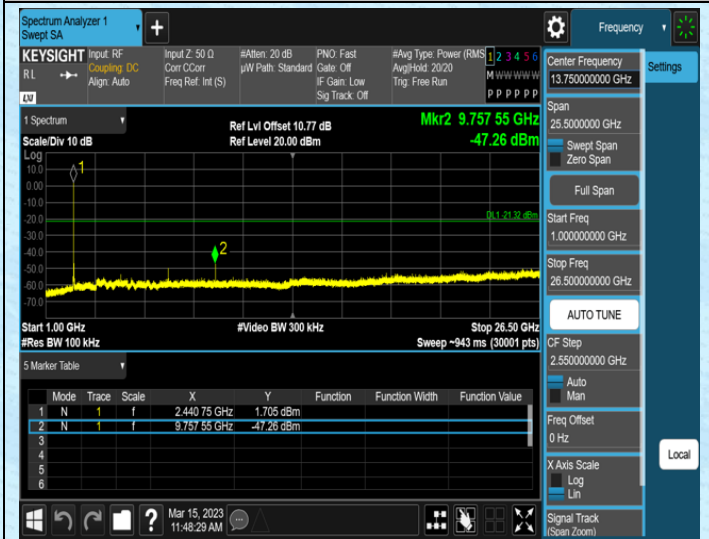 Spectrum Analyzer 1
Swept SA
+
Frequency
KEYSIGHT
RL
LXI
Input: RF
Coupling: DC
Align: Auto
Input Z: 50 Ω
Corr CCorr
Freq Ref: Int (S)
#Atten: 20 dB
µW Path: Standard
PNO: Fast
Gate: Off
IF Gain: Low
Sig Track: Off
#Avg Type: Power (RMS
Avg|Hold: 20/20
Trig: Free Run
1 2 3 4 5 6
M W W W W W
P P P P P P
1 Spectrum
Scale/Div 10 dB
Ref Lvl Offset 10.77 dB
Ref Level 20.00 dBm
Mkr2 9.757 55 GHz
-47.26 dBm
Log
10.0
0.00
-10.0
-20.0
-30.0
-40.0
-50.0
-60.0
-70.0
1
2
DL1 -21.32 dBm
Start 1.00 GHz
#Res BW 100 kHz
#Video BW 300 kHz
Stop 26.50 GHz
Sweep ~943 ms (30001 pts)
5 Marker Table
Mode Trace Scale X Y Function Function Width Function Value
1 N 1 f 2.440 75 GHz 1.705 dBm
2 N 1 f 9.757 55 GHz -47.26 dBm
3
4
5
6
Mar 15, 2023
11:48:29 AM
?
Center Frequency
13.750000000 GHz
Settings
Span
25.5000000 GHz
Swept Span
Zero Span
Full Span
Start Freq
1.000000000 GHz
Stop Freq
26.500000000 GHz
AUTO TUNE
CF Step
2.550000000 GHz
Auto
Man
Freq Offset
0 Hz
Local
X Axis Scale
Log
Lin
Signal Track
(Span Zoom)